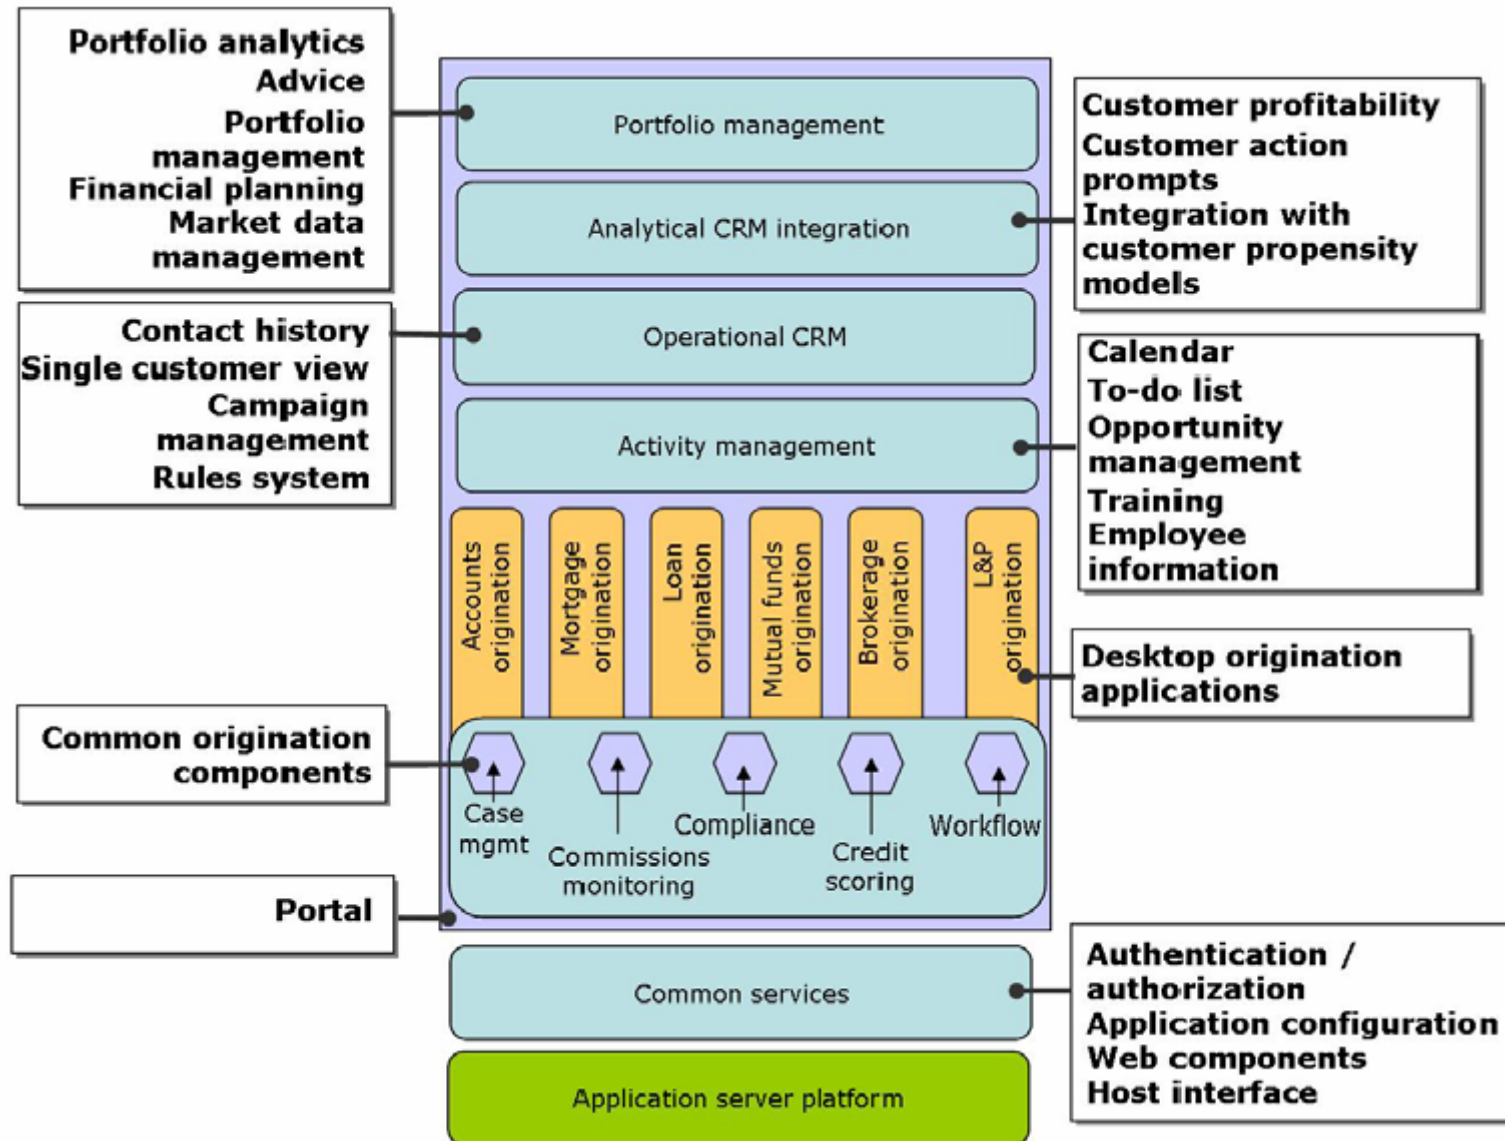 Portfolio analytics
Advice
Portfolio
management
Financial planning
Market data
management
Contact history
Single customer view
Campaign
management
Rules system
Common origination
components
Portal
Portfolio management
Analytical CRM integration
Operational CRM
Activity management
Accounts
origination
Mortgage
origination
Loan
origination
Mutual funds
origination
Brokerage
origination
L&P
origination
Case
mgmt
Commissions
monitoring
Compliance
Credit
scoring
Workflow
Common services
Application server platform
Customer profitability
Customer action
prompts
Integration with
customer propensity
models
Calendar
To-do list
Opportunity
management
Training
Employee
information
Desktop origination
applications
Authentication /
authorization
Application configuration
Web components
Host interface